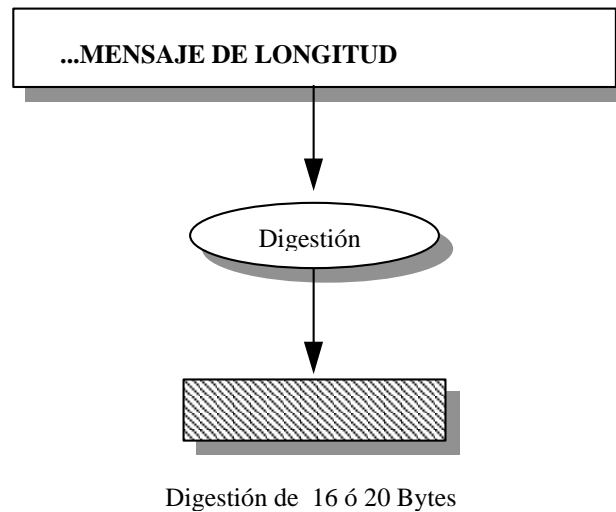 ...MENSAJE DE LONGITUD
Digestión
Digestión de 16 ó 20 Bytes